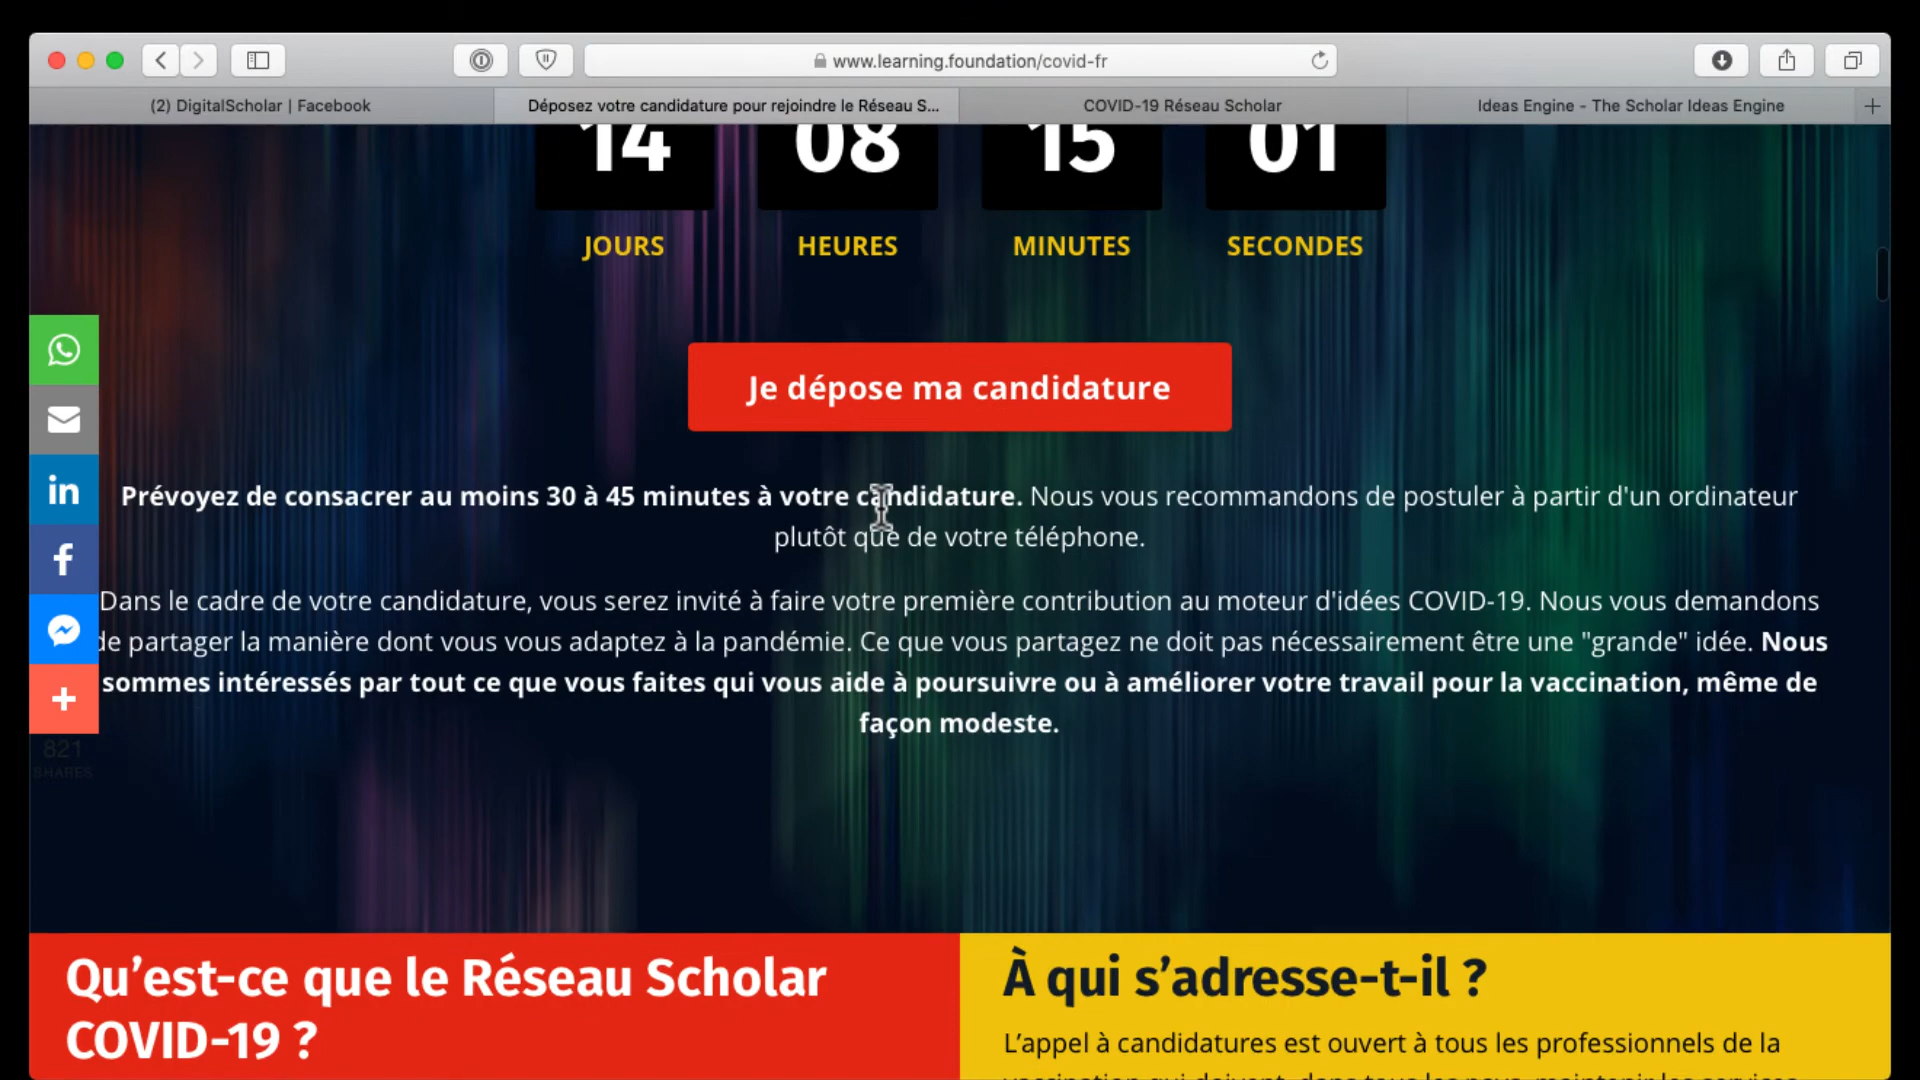 www.learning.foundation/covid-fr
(2) DigitalScholar | Facebook
Déposez votre candidature pour rejoindre le Réseau S...
COVID-19 Réseau Scholar
Ideas Engine - The Scholar Ideas Engine
14 08 15 01
JOURS HEURES MINUTES SECONDES
Je dépose ma candidature
Prévoyez de consacrer au moins 30 à 45 minutes à votre candidature. Nous vous recommandons de postuler à partir d'un ordinateur
plutôt que de votre téléphone.
Dans le cadre de votre candidature, vous serez invité à faire votre première contribution au moteur d'idées COVID-19. Nous vous demandons
de partager la manière dont vous vous adaptez à la pandémie. Ce que vous partagez ne doit pas nécessairement être une "grande" idée. Nous
sommes intéressés par tout ce que vous faites qui vous aide à poursuivre ou à améliorer votre travail pour la vaccination, même de
façon modeste.
in
821
SHARES
Qu’est-ce que le Réseau Scholar
COVID-19 ?
À qui s’adresse-t-il ?
L’appel à candidatures est ouvert à tous les professionnels de la